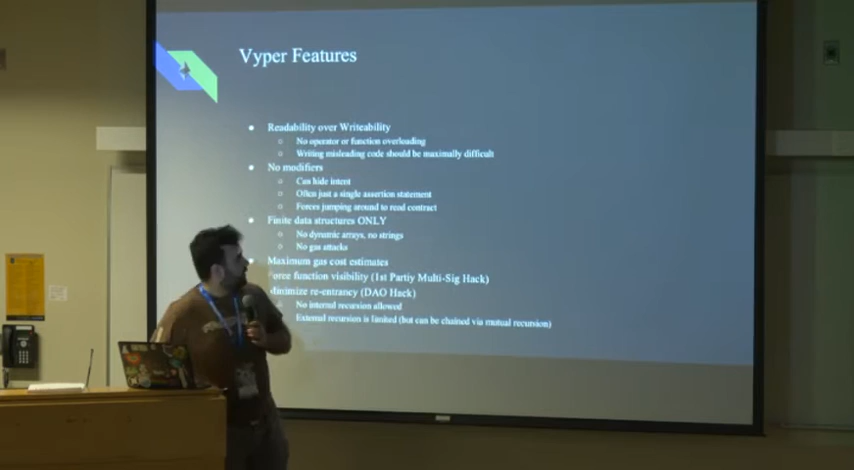 Vyper Features
Readability over Writeability
No operator or function overloading
Writing misleading code should be maximally difficult
No modifiers
Can hide intent
Often just a single assertion statement
Forces jumping around to read contract
Finite data structures ONLY
No dynamic arrays, no strings
No gas attacks
Maximum gas cost estimates
orce function visibility (1st Partiy Multi-Sig Hack)
inimize re-entrancy (DAO Hack)
No internal recursion allowed
External recursion is limited (but can be chained via mutual recursion)